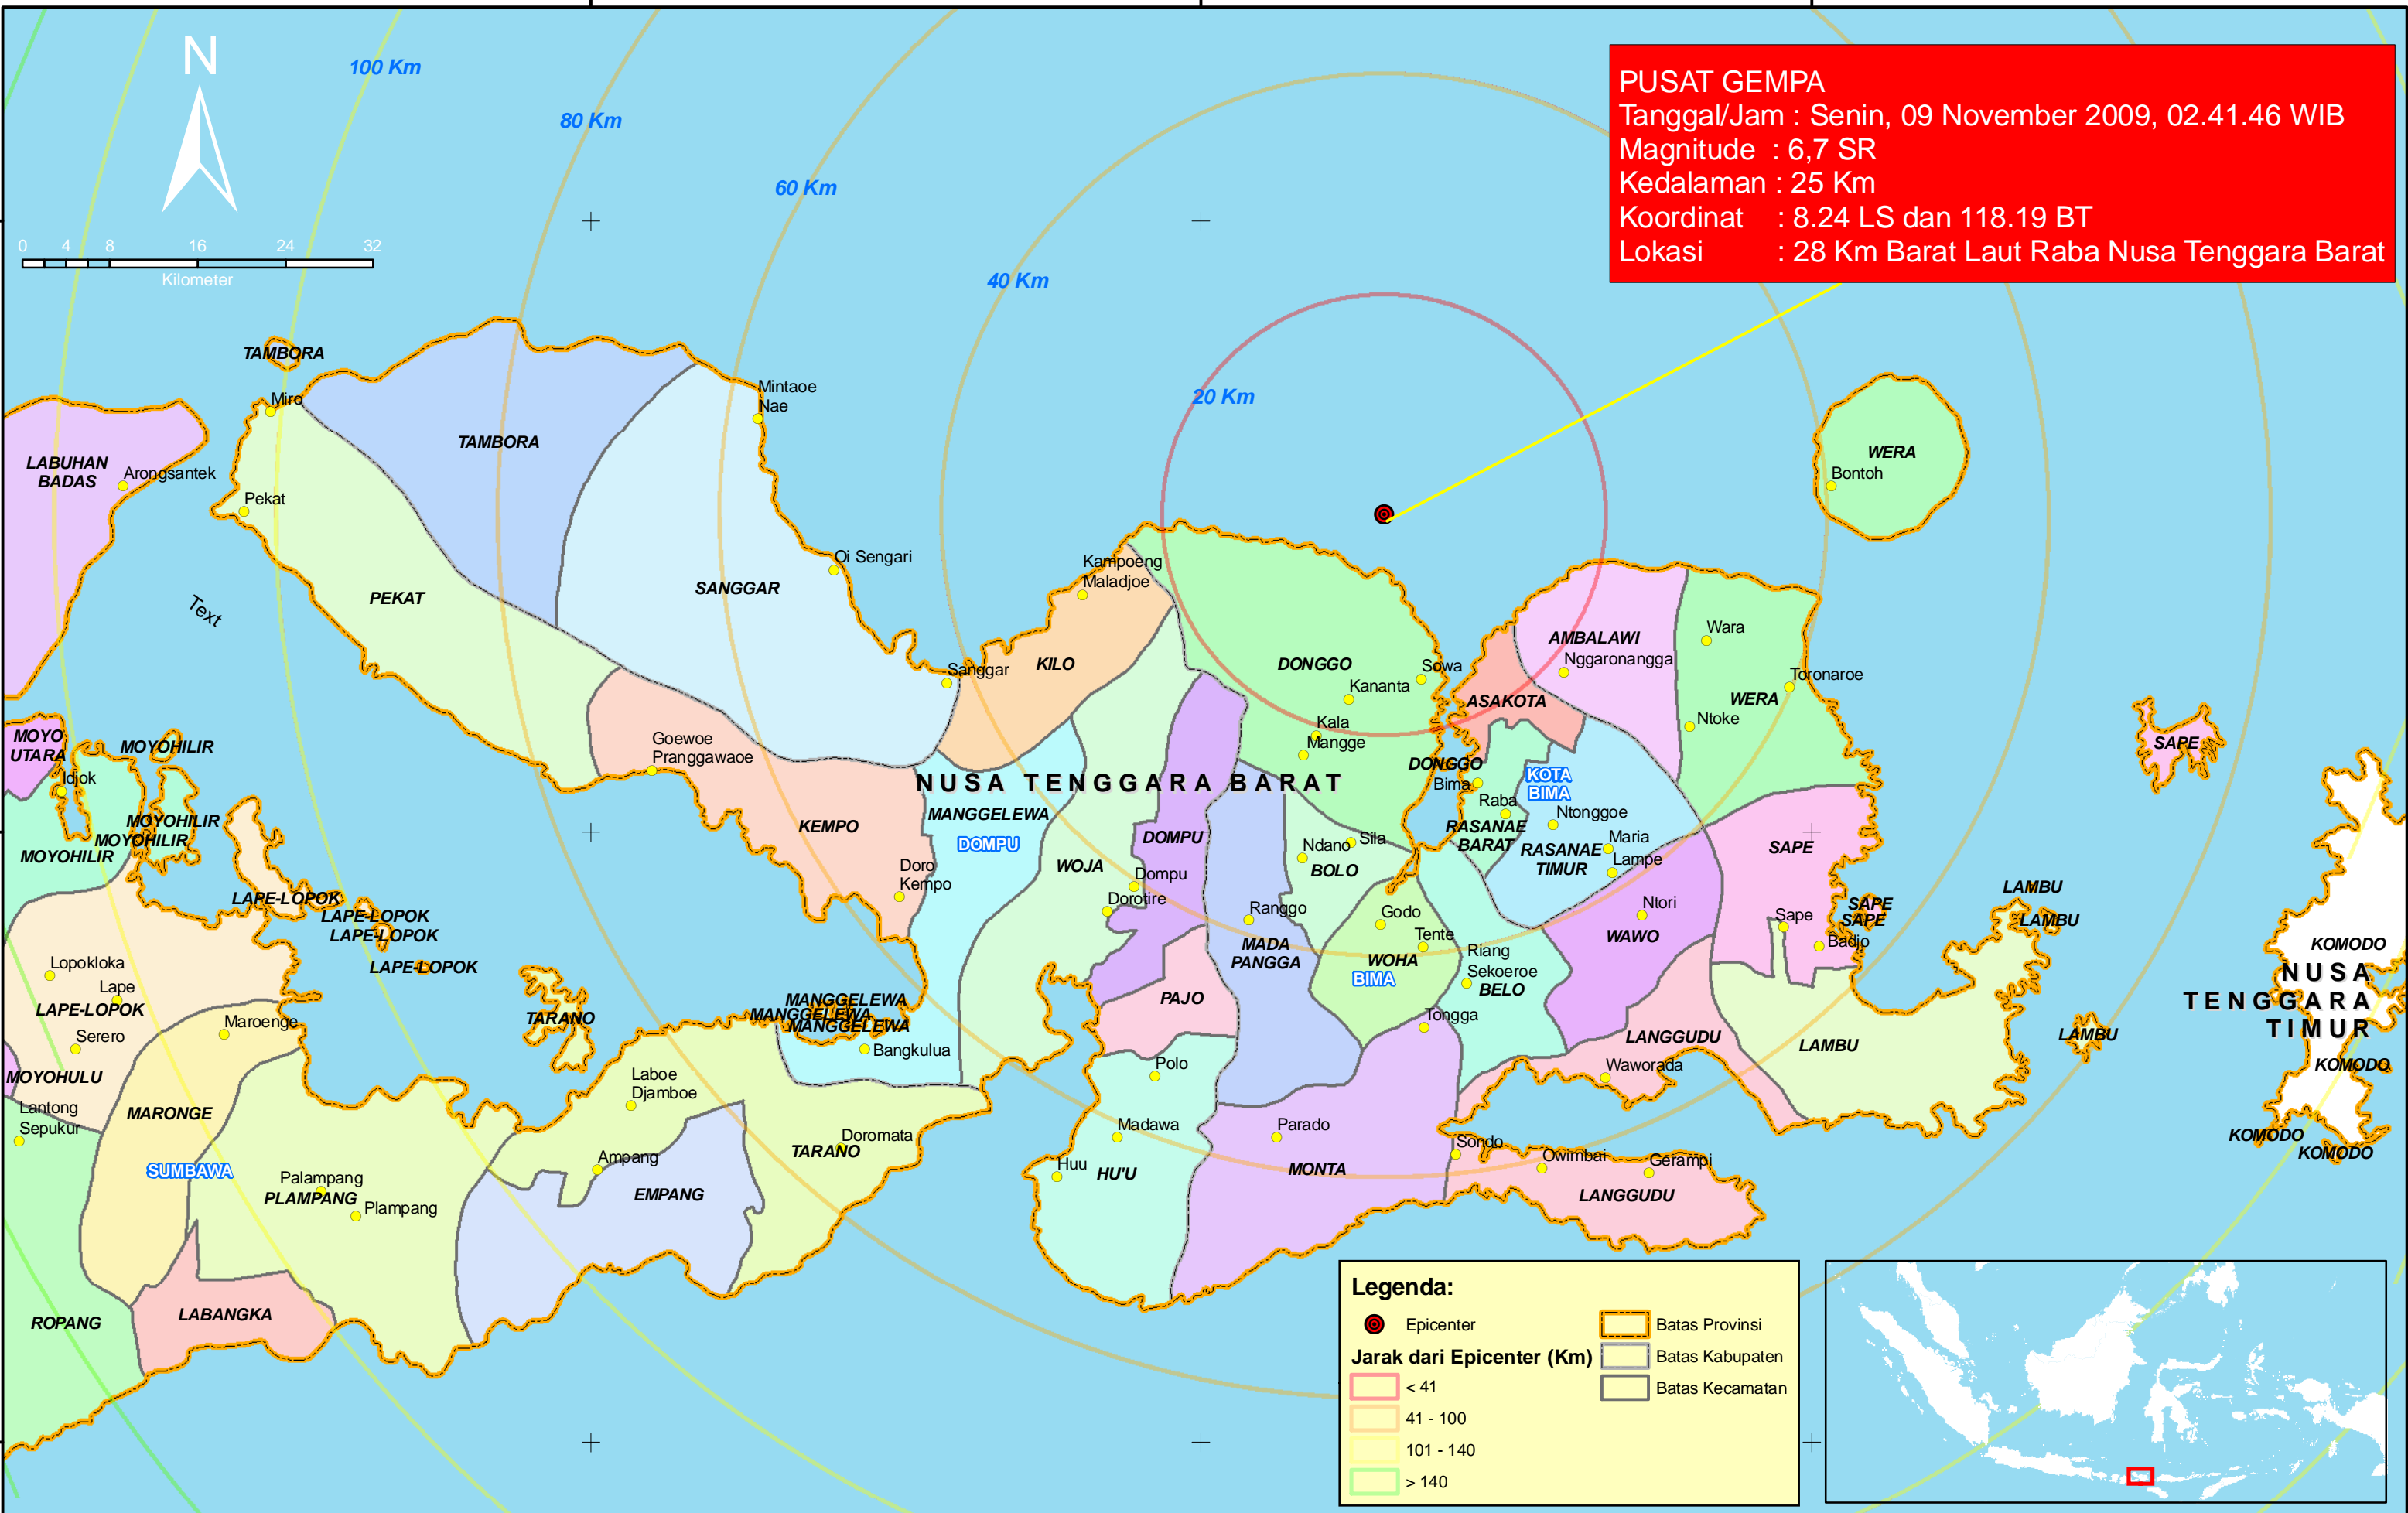 N
100 Km
80 Km
60 Km
40 Km
20 Km
PUSAT GEMPA
Tanggal/Jam : Senin, 09 November 2009, 02.41.46 WIB
Magnitude : 6,7 SR
Kedalaman : 25 Km
Koordinat : 8.24 LS dan 118.19 BT
Lokasi : 28 Km Barat Laut Raba Nusa Tenggara Barat
0 4 8 16 24 32
Kilometer
TAMBORA
Miro
Mintaoe
Nae
TAMBORA
LABUHAN
BADAS
Arongsantek
Pekat
WERA
Bontoh
Oi Sengari
Kampoeng
Maladjoe
PEKAT
SANGGAR
Text
KILO
Sanggar
DONGGO
Sowa
Kananta
Kala
Mangge
AMBALAWI
Nggaronangga
ASAKOTA
Wara
Toronaroe
WERA
Ntoke
SAPE
MOYO
UTARA
MOYOHILIR
Idjok
Goewoe
Pranggawaoe
NUSA TENGGARA BARAT
DONGGO
Bima
KOTA
BIMA
MOYOHILIR
MOYOHILIR
MOYOHILIR
KEMPO
MANGGELEWA
DOMPU
DOMPU
Raba
RASANAE
BARAT
Ntonggoe
RASANAE
TIMUR
Maria
Lampe
SAPE
Ndano
Sila
BOLO
WOJA
Doro
Kempo
Dompu
Dorotire
LAPE-LOPOK
LAPE-LOPOK
LAPE-LOPOK
LAPE-LOPOK
Ranggo
MADA
PANGGA
Godo
Tente
WOHA
BIMA
Riang
Sekoeroe
BELO
Ntori
WAWO
Sape
Badjo
SAPE
SAPE
LAMBU
LAMBU
KOMODO
NUSA
TENGGARA
TIMUR
Lopokloka
Lape
LAPE-LOPOK
Serero
Maroenge
TARANO
MANGGELEWA
MANGGELEWA
MANGGELEWA
Bangkulua
PAJO
Tongga
LANGGUDU
Waworada
LAMBU
LAMBU
KOMODO
MOYOHULU
Lantong
Sepukur
MARONGE
Laboe
Djamboe
Polo
Madawa
Parado
Sondo
Owimbai
Gerampi
KOMODO
KOMODO
SUMBAWA
Palampang
PLAMPANG
Plampang
Ampang
EMPANG
Doromata
TARANO
Huu
HU'U
MONTA
LANGGUDU
ROPANG
LABANGKA
Legenda:
Epicenter
Jarak dari Epicenter (Km)
< 41
41 - 100
101 - 140
> 140
Batas Provinsi
Batas Kabupaten
Batas Kecamatan